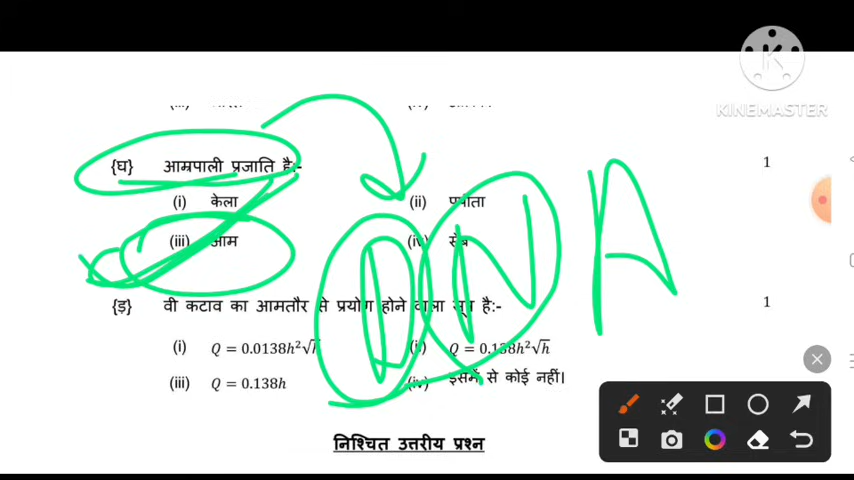 KINEMASTER
{घ} आम्रपाली प्रजाति है:- 1
(i) केला (ii) पपीता
(iii) आम (iv) सेब
{ड़} वी कटाव का आमतौर से प्रयोग होने वाला सूत्र है:- 1
(i) Q = 0.0138h²√h (ii) Q = 0.138h²√h
(iii) Q = 0.138h (iv) इसमें से कोई नहीं।
निश्चित उत्तरीय प्रश्न
DNA